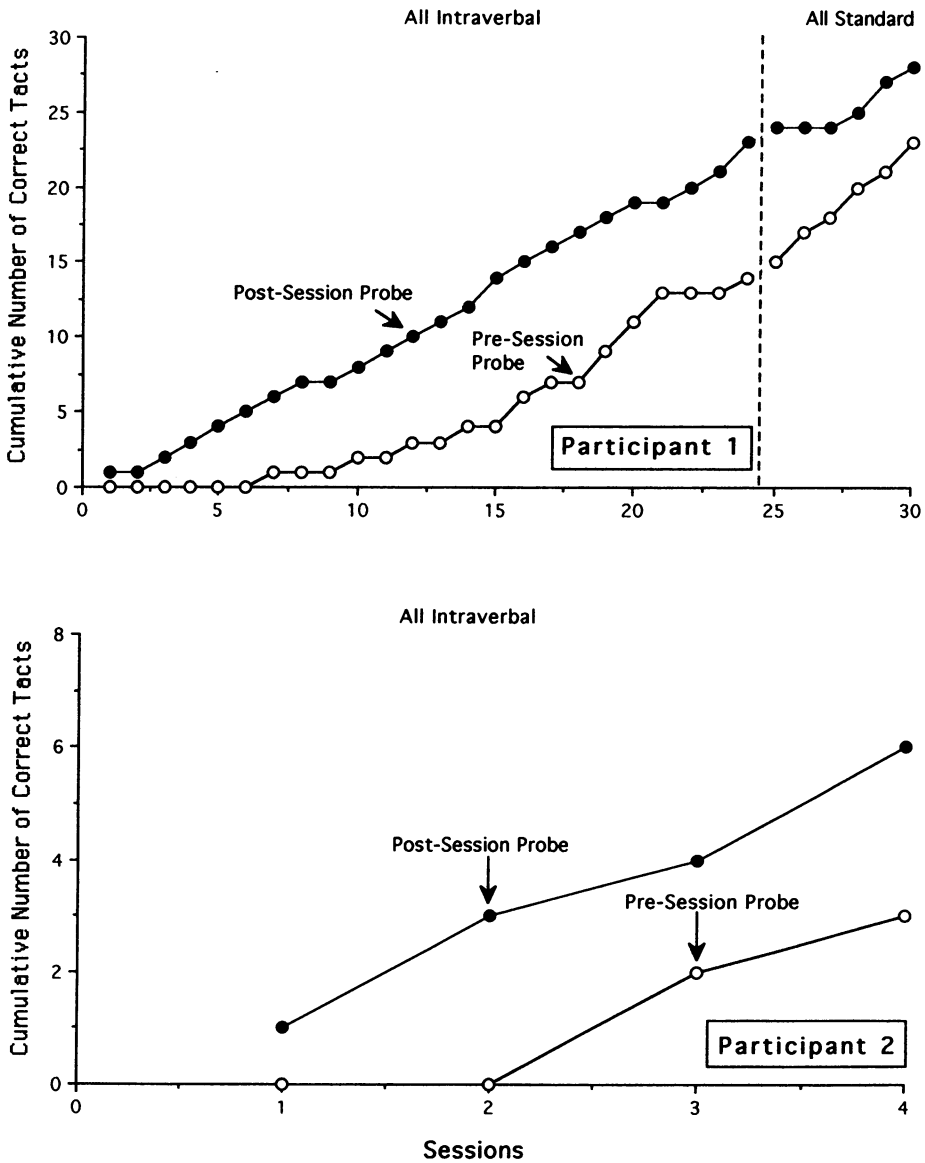 All Intraverbal
All Standard
Cumulative Number of Correct Tacts
30
25
20
15
10
5
0
Post-Session Probe
Pre-Session
Probe
Participant 1
0 5 10 15 20 25 30
All Intraverbal
Cumulative Number of Correct Tacts
8
6
4
2
0
Post-Session Probe
Pre-Session Probe
Participant 2
0 1 2 3 4
Sessions